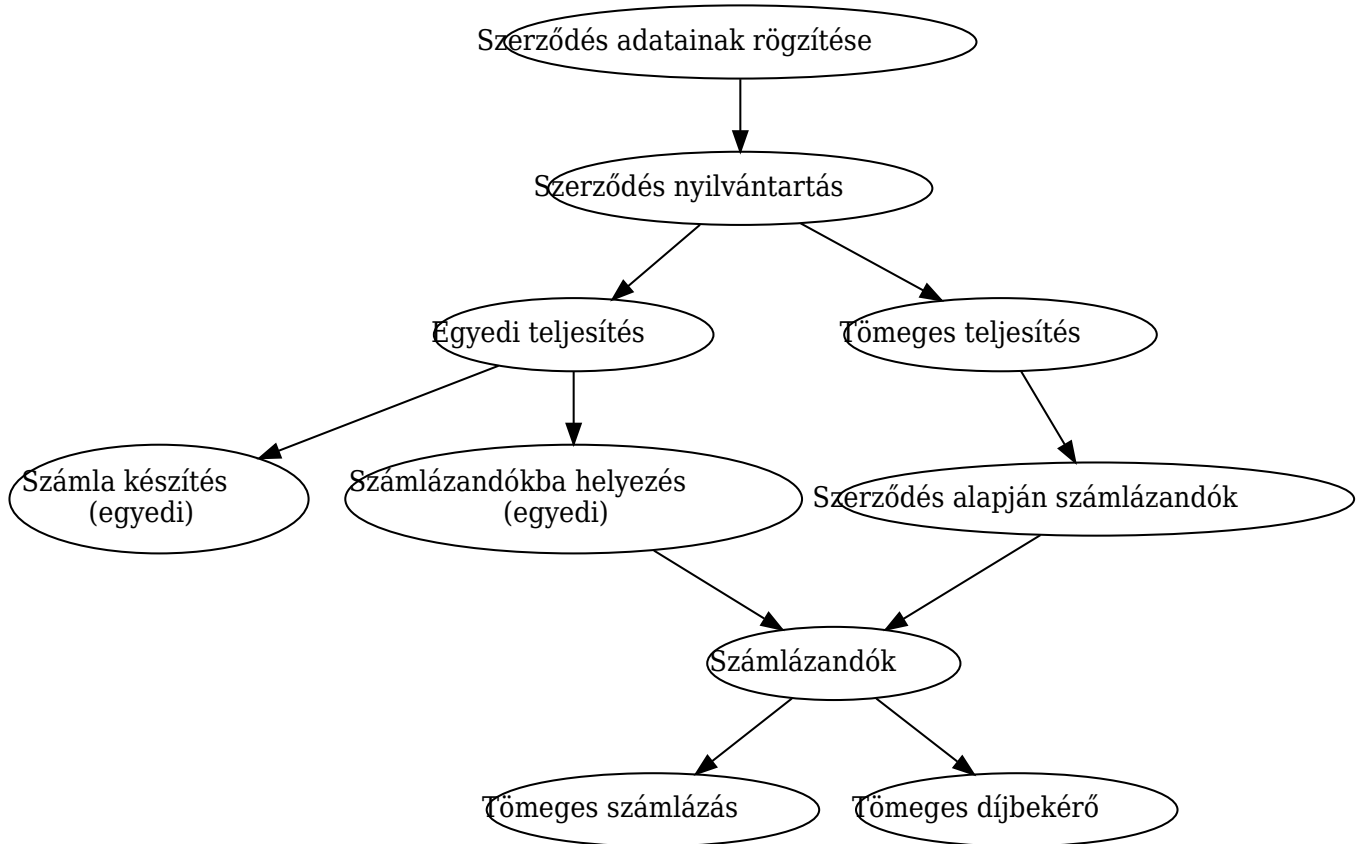 Szerződés adatainak rögzítése
Szerződés nyilvántartás
Egyedi teljesítés
Tömeges teljesítés
Számla készítés
(egyedi)
Számlázandókba helyezés
(egyedi)
Szerződés alapján számlázandók
Számlázandók
Tömeges számlázás
Tömeges díjbekérő